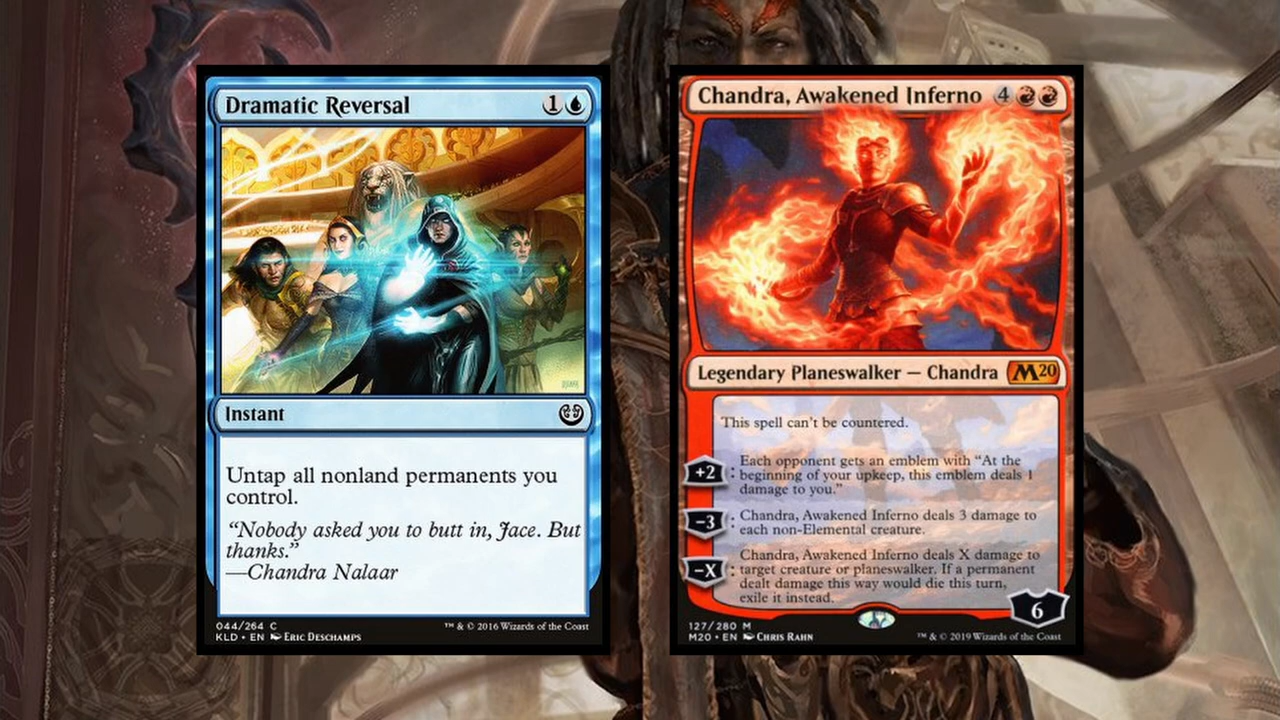 Dramatic Reversal 1
Instant
Untap all nonland permanents you
control.
“Nobody asked you to butt in, Jace. But
thanks.”
—Chandra Nalaar
044/264 C
KLD • EN Eric Deschamps
™ & © 2016 Wizards of the Coast
Chandra, Awakened Inferno 4
Legendary Planeswalker — Chandra M20
This spell can’t be countered.
+2: Each opponent gets an emblem with “At the
beginning of your upkeep, this emblem deals 1
damage to you.”
−3: Chandra, Awakened Inferno deals 3 damage to
each non-Elemental creature.
−X: Chandra, Awakened Inferno deals X damage to
target creature or planeswalker. If a permanent
dealt damage this way would die this turn,
exile it instead.
6
127/280 M
M20 • EN Chris Rahn
™ & © 2019 Wizards of the Coast